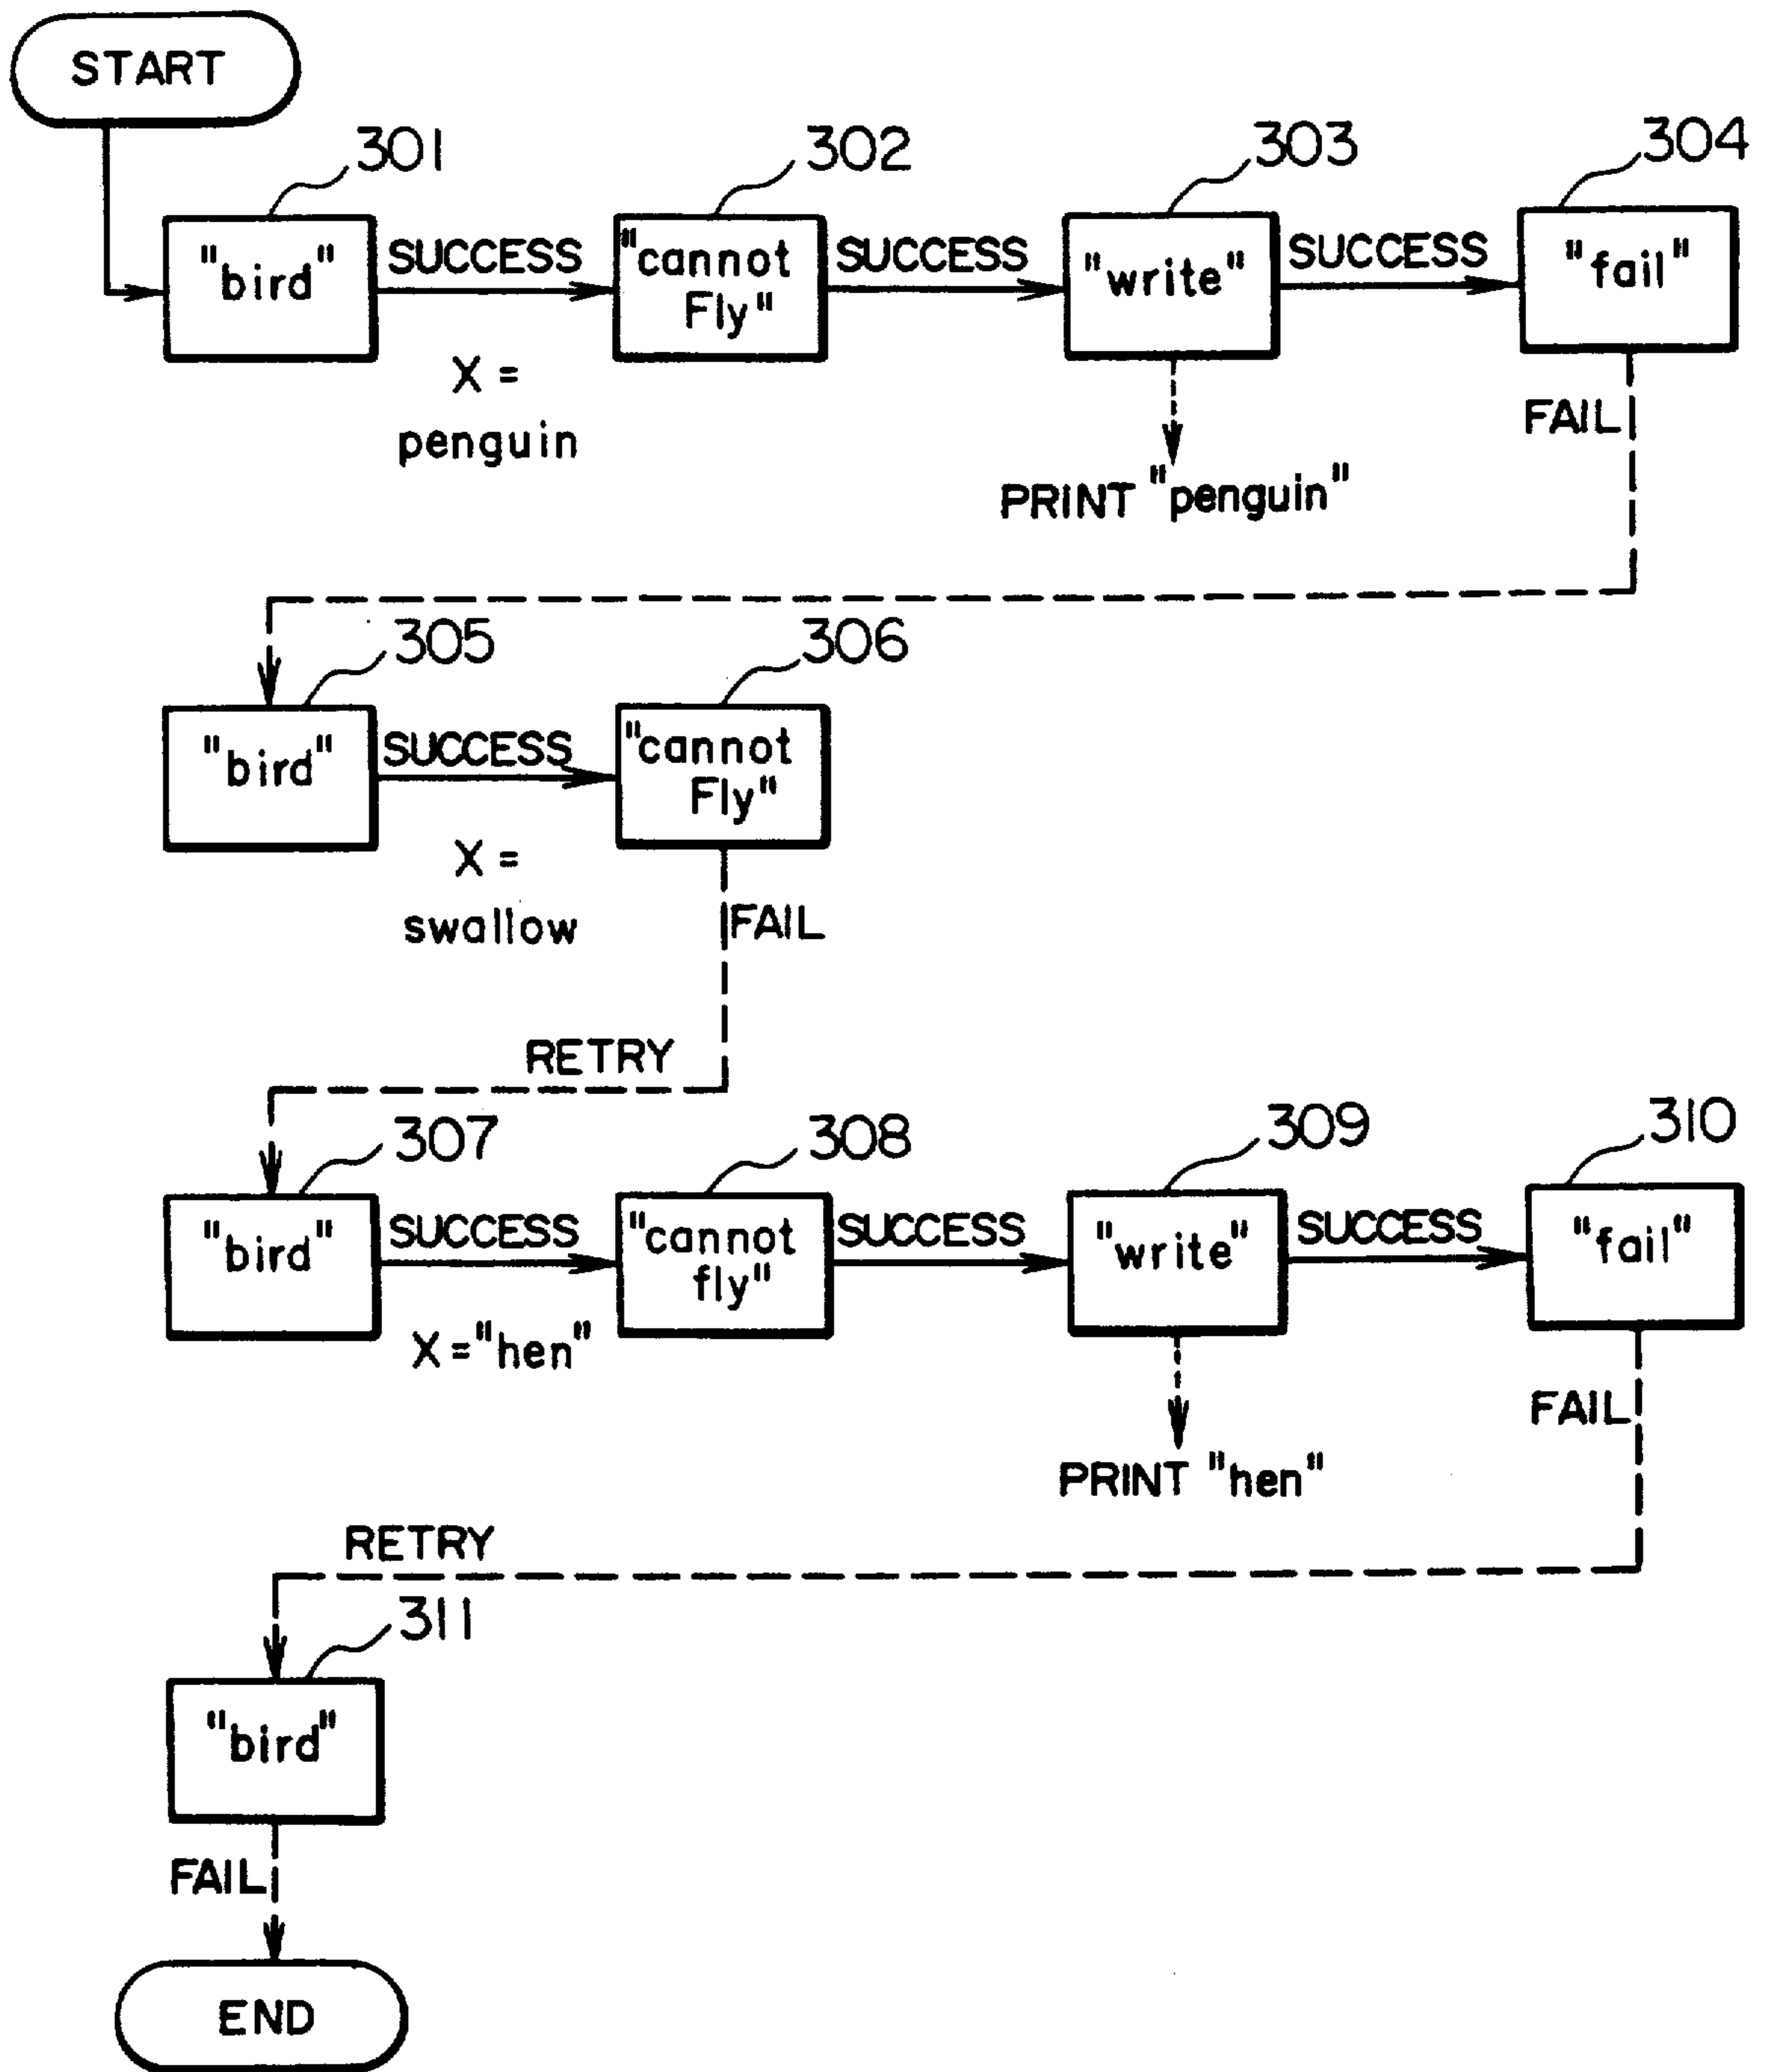 START
301
302
303
304
"bird"
SUCCESS
"cannot
Fly"
SUCCESS
"write"
SUCCESS
"fail"
X =
penguin
PRINT "penguin"
FAIL
305
306
"bird"
SUCCESS
"cannot
Fly"
X =
swallow
FAIL
RETRY
307
308
309
310
"bird"
SUCCESS
"cannot
fly"
SUCCESS
"write"
SUCCESS
"fail"
X="hen"
PRINT "hen"
FAIL
RETRY
311
"bird"
FAIL
END